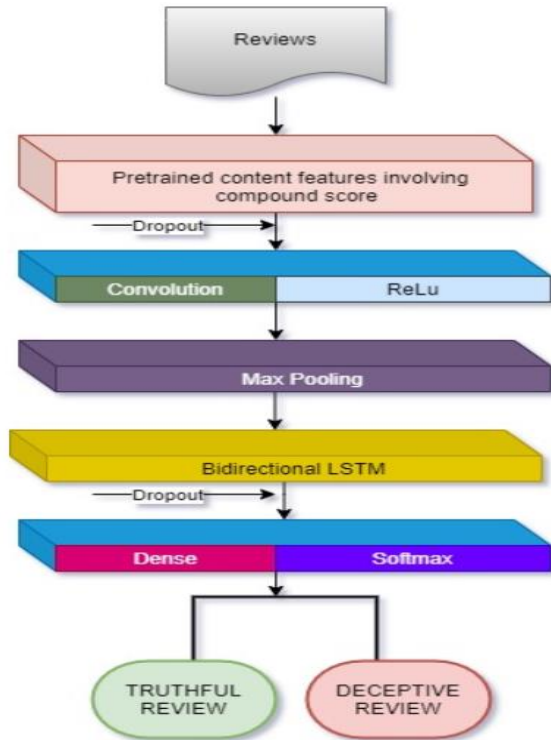 Reviews
Pretrained content features involving
compound score
Dropout
Convolution
ReLu
Max Pooling
Bidirectional LSTM
Dropout
Dense
Softmax
TRUTHFUL
REVIEW
DECEPTIVE
REVIEW